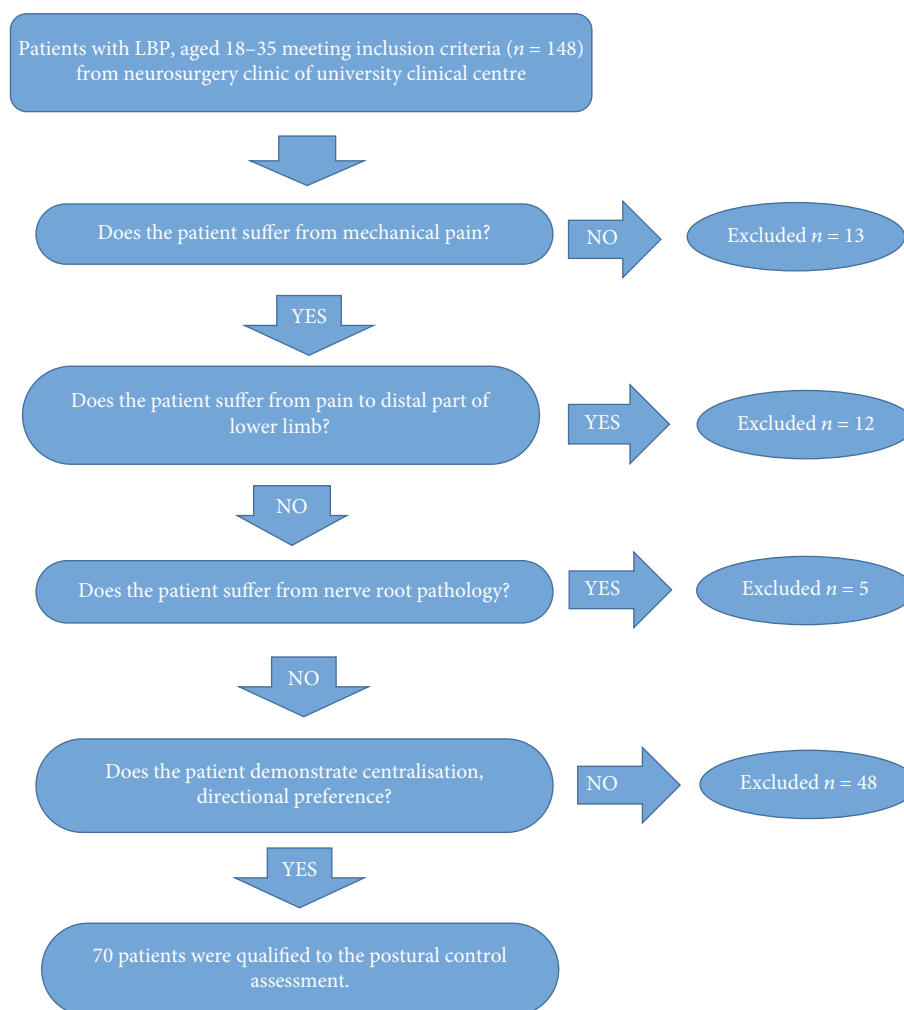 Patients with LBP, aged 18–35 meeting inclusion criteria (n = 148)
from neurosurgery clinic of university clinical centre
Does the patient suffer from mechanical pain?
NO
Excluded n = 13
YES
Does the patient suffer from pain to distal part of
lower limb?
YES
Excluded n = 12
NO
Does the patient suffer from nerve root pathology?
YES
Excluded n = 5
NO
Does the patient demonstrate centralisation,
directional preference?
NO
Excluded n = 48
YES
70 patients were qualified to the postural control
assessment.